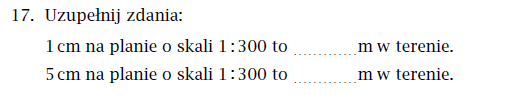 17. Uzupełnij zdania:
1 cm na planie o skali 1 : 300 to ........... m w terenie.
5 cm na planie o skali 1 : 300 to ........... m w terenie.